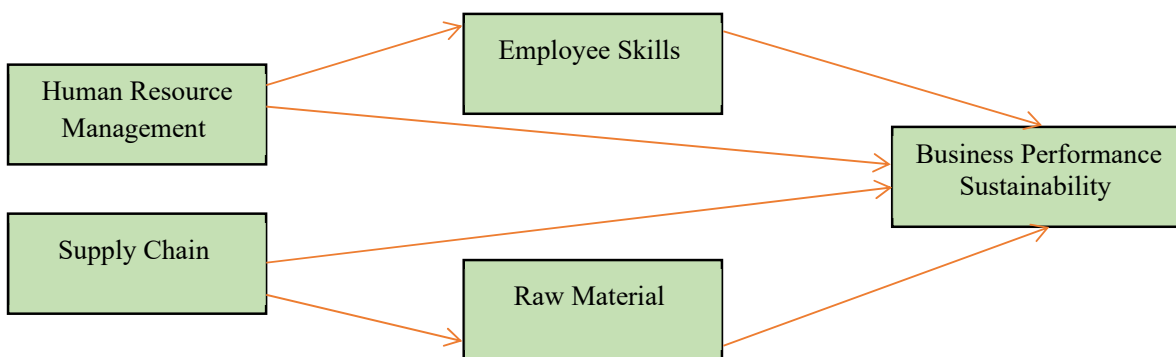 Employee Skills
Human Resource
Management
Business Performance
Sustainability
Supply Chain
Raw Material